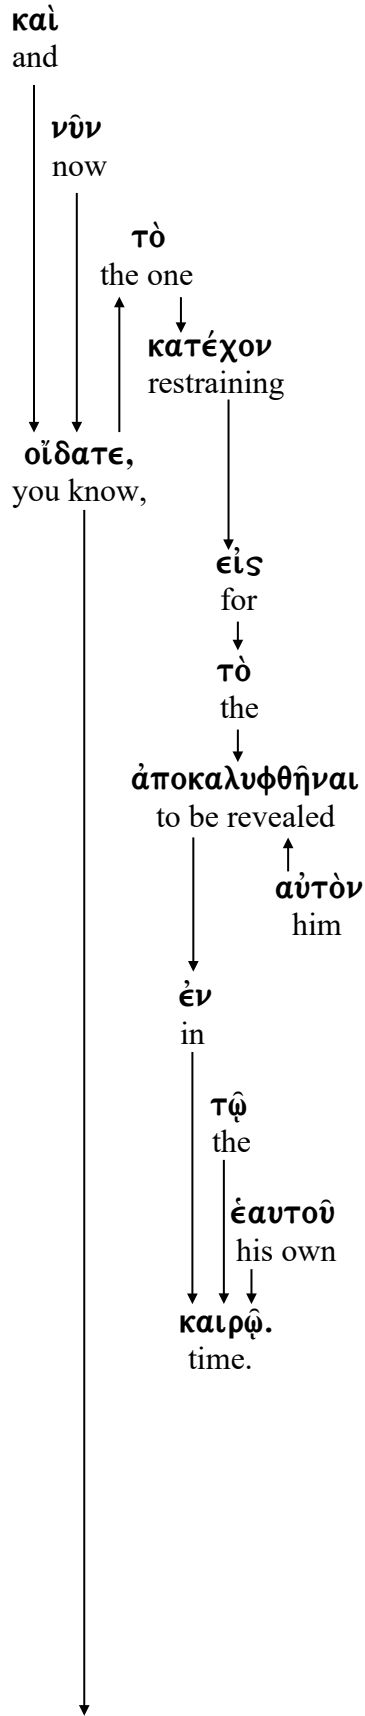 καὶ
and
νῦν
now
τὸ
the one
κατέχον
restraining
οἴδατε,
you know,
εἰς
for
τὸ
the
ἀποκαλυφθῆναι
to be revealed
αὐτὸν
him
ἐν
in
τῷ
the
ἑαυτοῦ
his own
καιρῷ.
time.